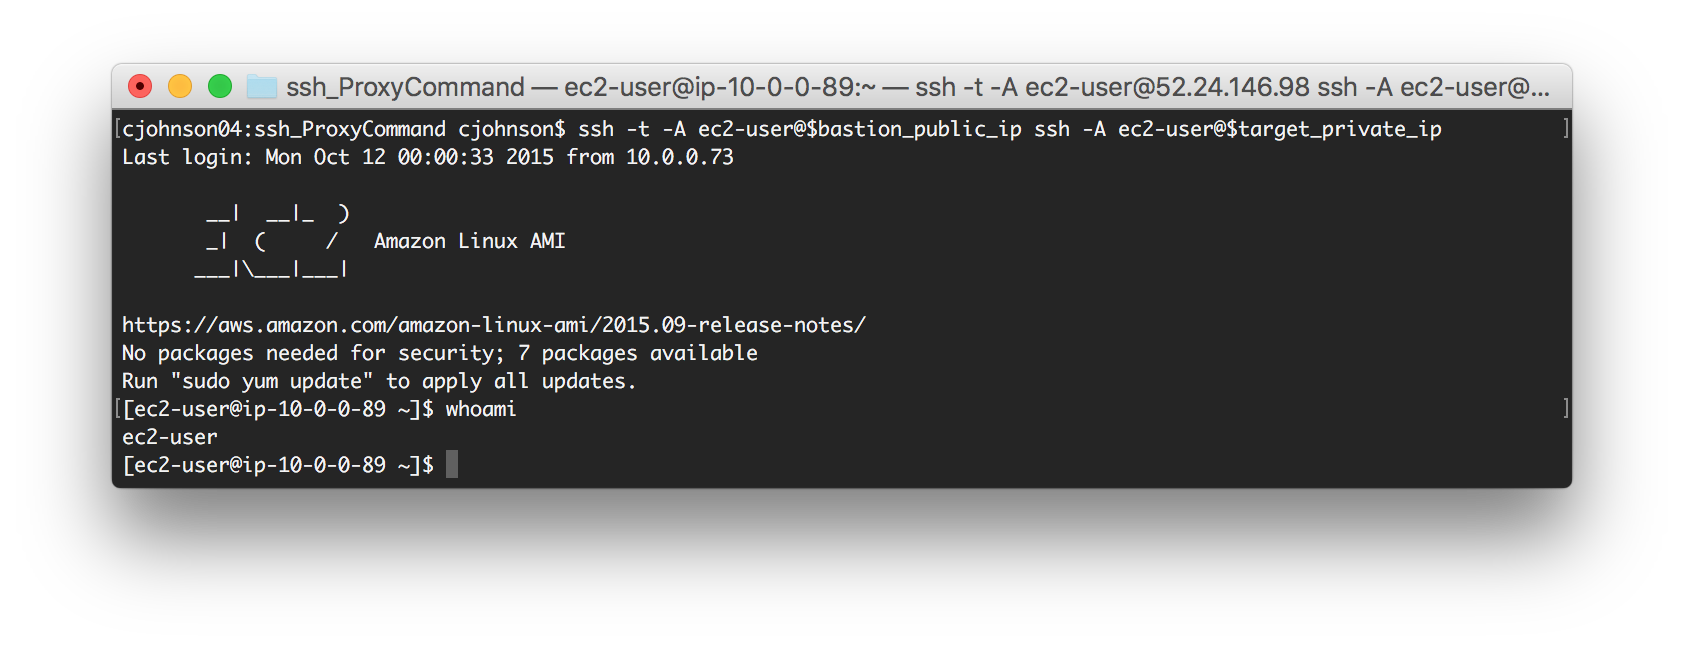 ssh_ProxyCommand — ec2-user@ip-10-0-0-89:~ — ssh -t -A ec2-user@52.24.146.98 ssh -A ec2-user@...
[cjohnson04:ssh_ProxyCommand cjohnson$ ssh -t -A ec2-user@$bastion_public_ip ssh -A ec2-user@$target_private_ip ]
Last login: Mon Oct 12 00:00:33 2015 from 10.0.0.73
       __|  __|_  )
       _|  (     /   Amazon Linux AMI
      ___|\___|___|
https://aws.amazon.com/amazon-linux-ami/2015.09-release-notes/
No packages needed for security; 7 packages available
Run "sudo yum update" to apply all updates.
[[ec2-user@ip-10-0-0-89 ~]$ whoami ]
ec2-user
[ec2-user@ip-10-0-0-89 ~]$